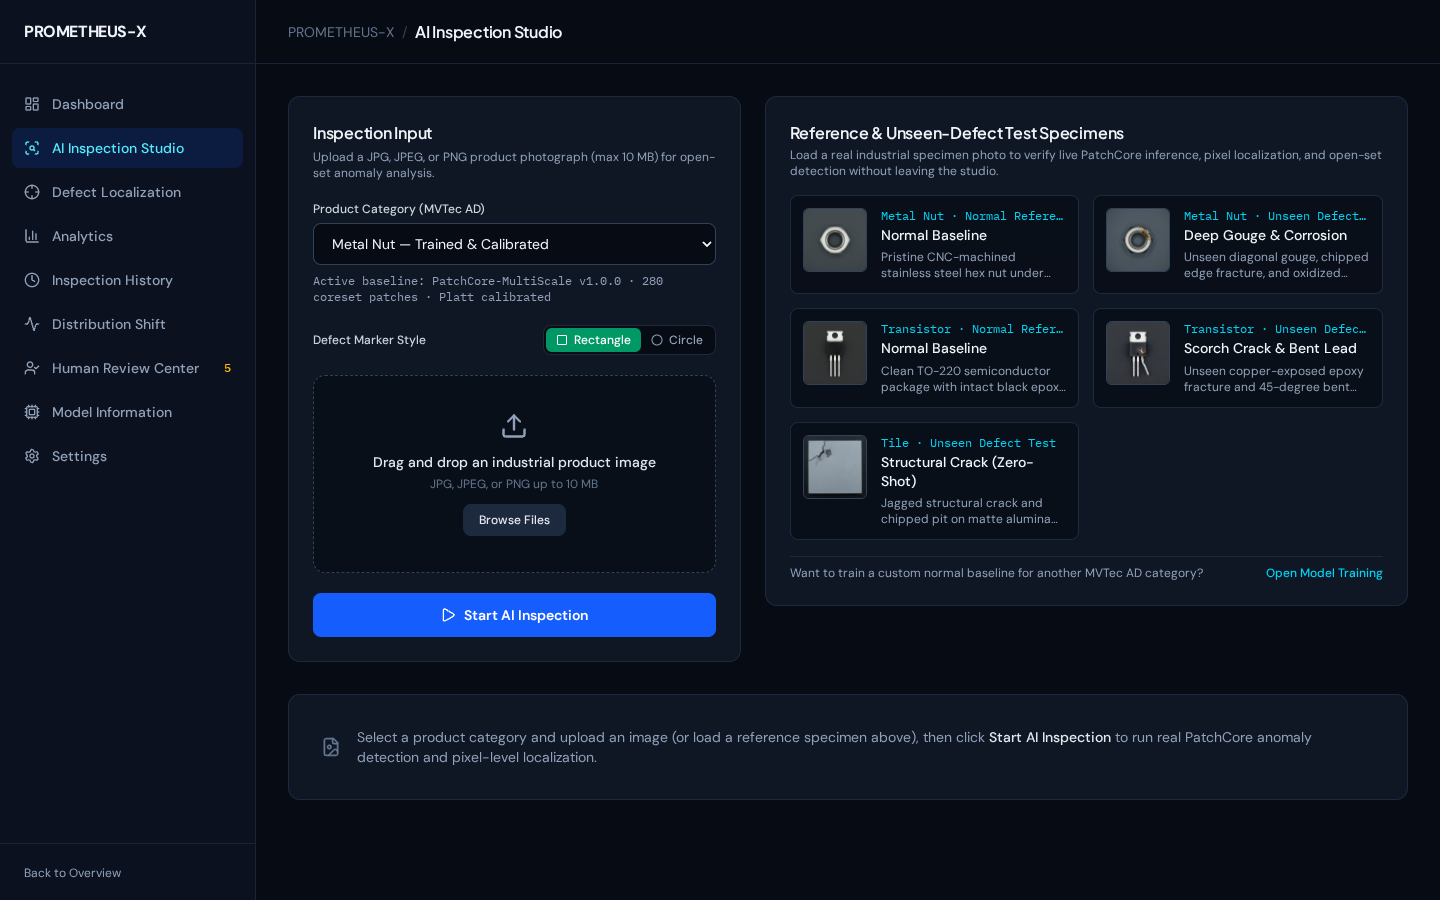 PROMETHEUS-X
PROMETHEUS-X / AI Inspection Studio
Dashboard
AI Inspection Studio
Defect Localization
Analytics
Inspection History
Distribution Shift
Human Review Center 5
Model Information
Settings
Back to Overview
Inspection Input
Upload a JPG, JPEG, or PNG product photograph (max 10 MB) for open-
set anomaly analysis.
Product Category (MVTec AD)
Metal Nut — Trained & Calibrated
Active baseline: PatchCore-MultiScale v1.0.0 · 280
coreset patches · Platt calibrated
Defect Marker Style
Rectangle
Circle
Drag and drop an industrial product image
JPG, JPEG, or PNG up to 10 MB
Browse Files
Start AI Inspection
Reference & Unseen-Defect Test Specimens
Load a real industrial specimen photo to verify live PatchCore inference, pixel localization, and open-set
detection without leaving the studio.
Metal Nut · Normal Refere…
Normal Baseline
Pristine CNC-machined
stainless steel hex nut under…
Metal Nut · Unseen Defect…
Deep Gouge & Corrosion
Unseen diagonal gouge, chipped
edge fracture, and oxidized…
Transistor · Normal Refer…
Normal Baseline
Clean TO-220 semiconductor
package with intact black epox…
Transistor · Unseen Defec…
Scorch Crack & Bent Lead
Unseen copper-exposed epoxy
fracture and 45-degree bent…
Tile · Unseen Defect Test
Structural Crack (Zero-
Shot)
Jagged structural crack and
chipped pit on matte alumina…
Want to train a custom normal baseline for another MVTec AD category?
Open Model Training
Select a product category and upload an image (or load a reference specimen above), then click Start AI Inspection to run real PatchCore anomaly
detection and pixel-level localization.